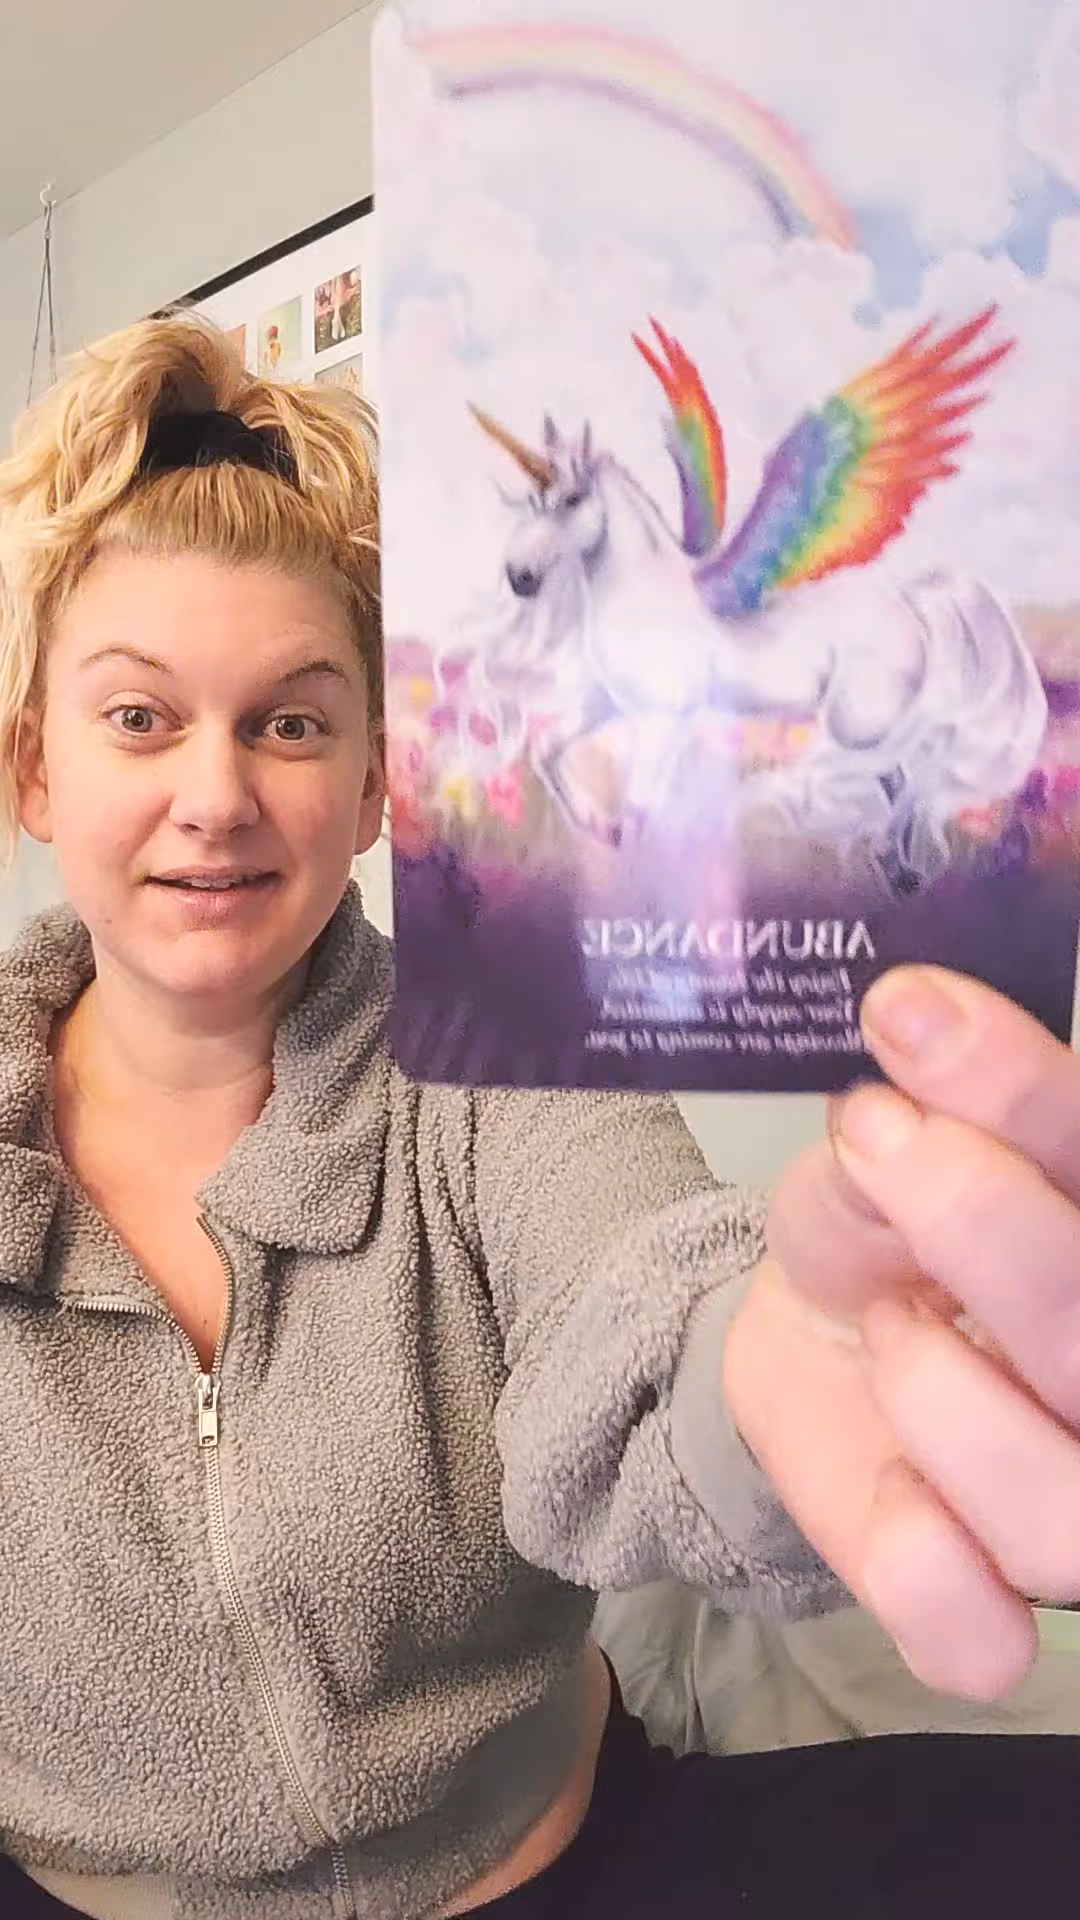 ABUNDANCE
Enjoy the
Your supply is unlimited.
Blessings are coming to you.